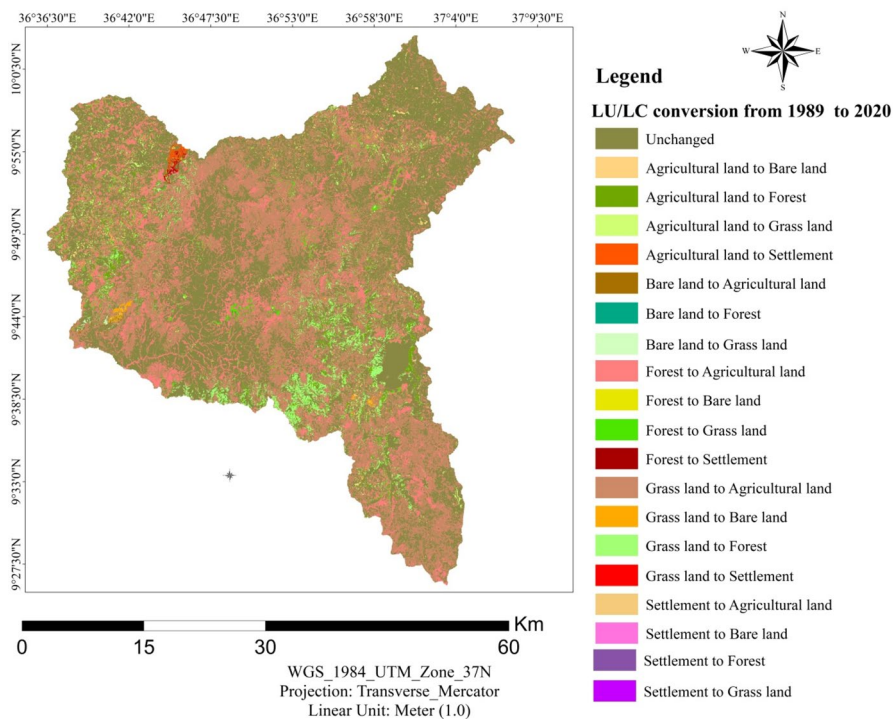 36°36'30"E 36°42'0"E 36°47'30"E 36°53'0"E 36°58'30"E 37°4'0"E 37°9'30"E
10°0'30"N
9°55'0"N
9°49'30"N
9°44'0"N
9°38'30"N
9°33'0"N
9°27'30"N
N
W E
S
Legend
LU/LC conversion from 1989 to 2020
Unchanged
Agricultural land to Bare land
Agricultural land to Forest
Agricultural land to Grass land
Agricultural land to Settlement
Bare land to Agricultural land
Bare land to Forest
Bare land to Grass land
Forest to Agricultural land
Forest to Bare land
Forest to Grass land
Forest to Settlement
Grass land to Agricultural land
Grass land to Bare land
Grass land to Forest
Grass land to Settlement
Settlement to Agricultural land
Settlement to Bare land
Settlement to Forest
Settlement to Grass land
Km
0 15 30 60
WGS_1984_UTM_Zone_37N
Projection: Transverse_Mercator
Linear Unit: Meter (1.0)